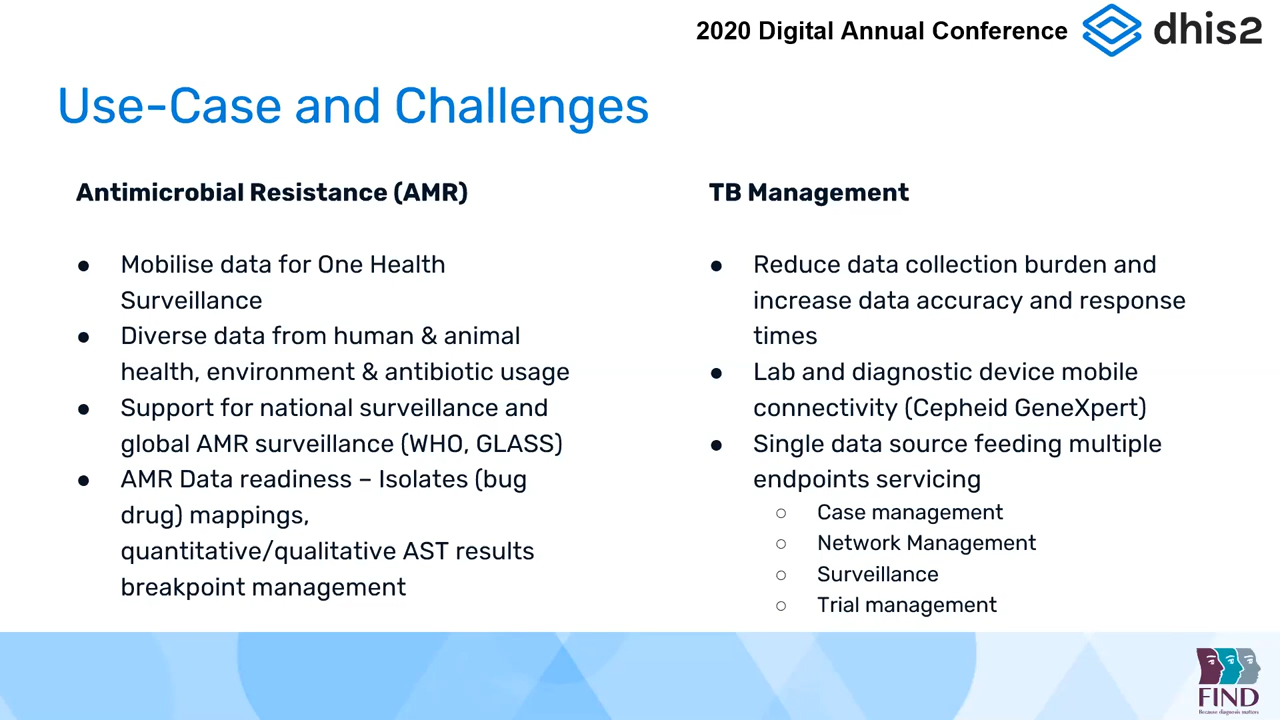 2020 Digital Annual Conference
dhis2
Use-Case and Challenges
Antimicrobial Resistance (AMR)
● Mobilise data for One Health
Surveillance
● Diverse data from human & animal
health, environment & antibiotic usage
● Support for national surveillance and
global AMR surveillance (WHO, GLASS)
● AMR Data readiness – Isolates (bug
drug) mappings,
quantitative/qualitative AST results
breakpoint management
TB Management
● Reduce data collection burden and
increase data accuracy and response
times
● Lab and diagnostic device mobile
connectivity (Cepheid GeneXpert)
● Single data source feeding multiple
endpoints servicing
○ Case management
○ Network Management
○ Surveillance
○ Trial management
FIND
Because diagnosis matters